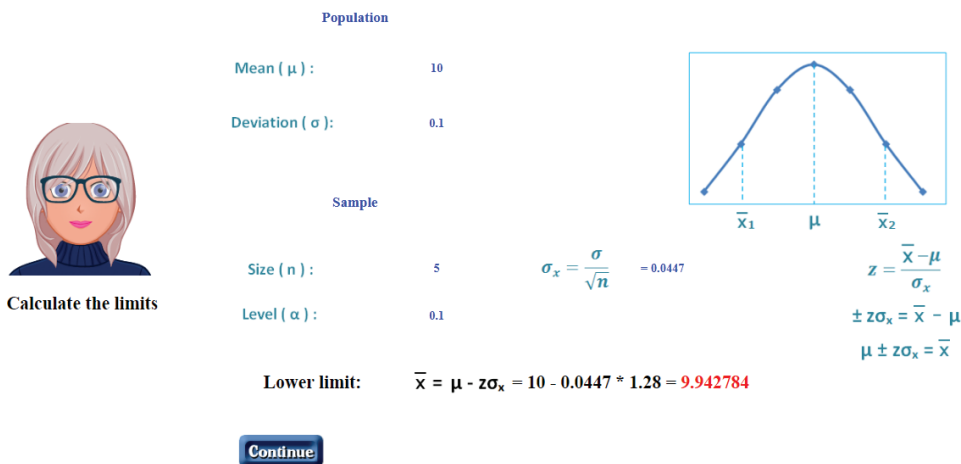 Population
Mean ( μ ) : 10
Deviation ( σ ): 0.1
x̅1 μ x̅2
Sample
Size ( n ) : 5 σx = σ/√n = 0.0447 z = (x̅ − μ)/σx
Calculate the limits
Level ( α ) : 0.1 ± zσx = x̅ − μ
μ ± zσx = x̅
Lower limit: x̅ = μ - zσx = 10 - 0.0447 * 1.28 = 9.942784
Continue